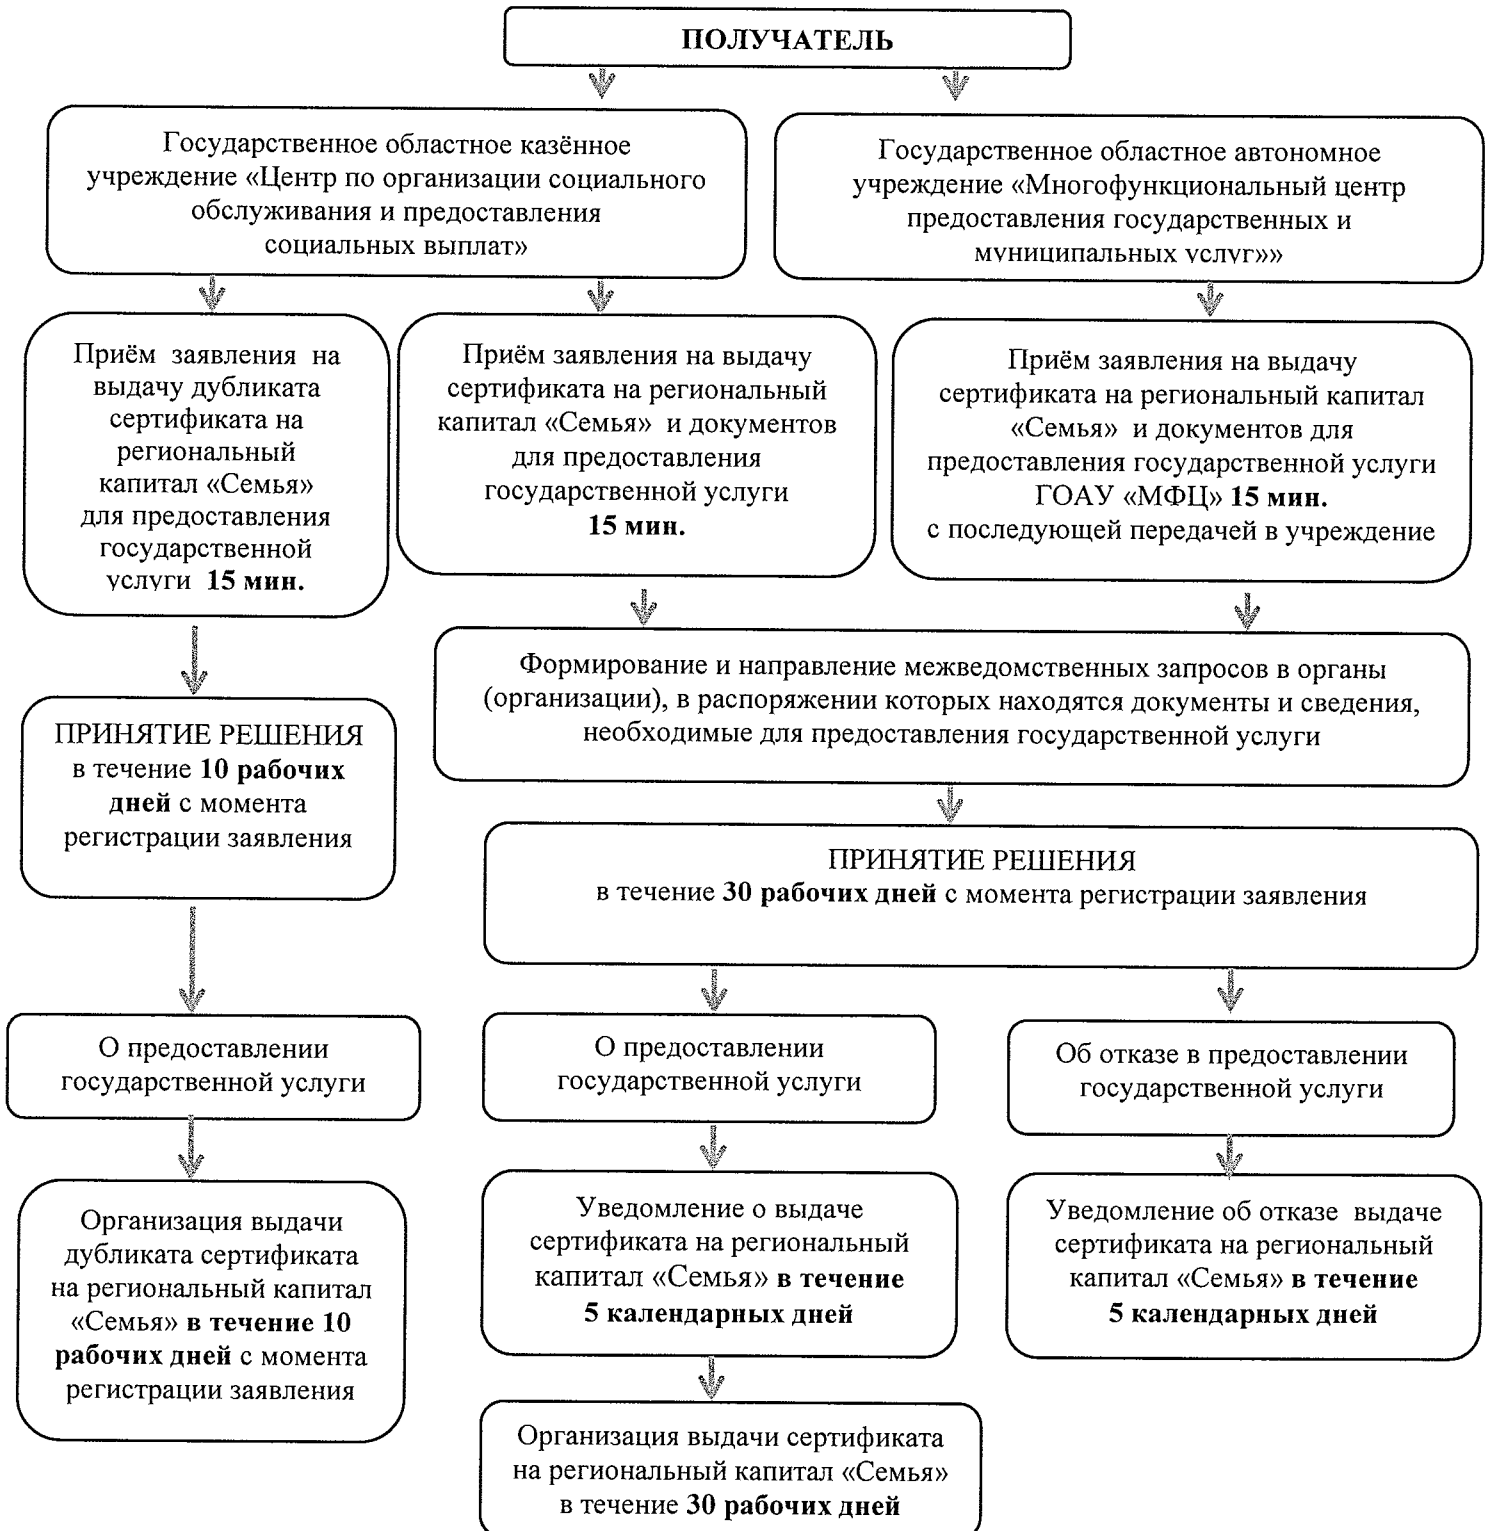 ПОЛУЧАТЕЛЬ
Государственное областное казённое
учреждение «Центр по организации социального
обслуживания и предоставления
социальных выплат»
Государственное областное автономное
учреждение «Многофункциональный центр
предоставления государственных и
муниципальных услуг»»
Приём заявления на
выдачу дубликата
сертификата на
региональный
капитал «Семья»
для предоставления
государственной
услуги 15 мин.
Приём заявления на выдачу
сертификата на региональный
капитал «Семья» и документов
для предоставления
государственной услуги
15 мин.
Приём заявления на выдачу
сертификата на региональный капитал
«Семья» и документов для
предоставления государственной услуги
ГОАУ «МФЦ» 15 мин.
с последующей передачей в учреждение
Формирование и направление межведомственных запросов в органы
(организации), в распоряжении которых находятся документы и сведения,
необходимые для предоставления государственной услуги
ПРИНЯТИЕ РЕШЕНИЯ
в течение 10 рабочих
дней с момента
регистрации заявления
ПРИНЯТИЕ РЕШЕНИЯ
в течение 30 рабочих дней с момента регистрации заявления
О предоставлении
государственной услуги
О предоставлении
государственной услуги
Об отказе в предоставлении
государственной услуги
Организация выдачи
дубликата сертификата
на региональный капитал
«Семья» в течение 10
рабочих дней с момента
регистрации заявления
Уведомление о выдаче
сертификата на региональный
капитал «Семья» в течение
5 календарных дней
Уведомление об отказе выдаче
сертификата на региональный
капитал «Семья» в течение
5 календарных дней
Организация выдачи сертификата
на региональный капитал «Семья»
в течение 30 рабочих дней